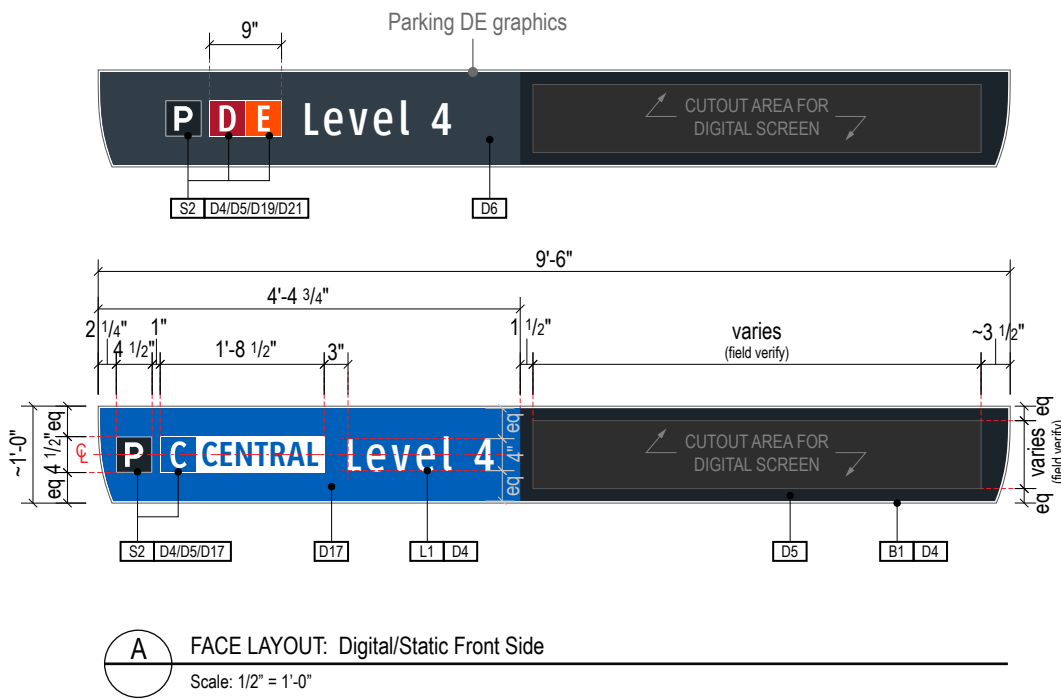 Parking DE graphics
9"
P D E Level 4
CUTOUT AREA FOR
DIGITAL SCREEN
S2 D4/D5/D19/D21
D6
9'-6"
4'-4 3/4"
2 1/4"
4 1/2"
1"
1'-8 1/2"
3"
1 1/2"
varies
(field verify)
~3 1/2"
~1'-0"
eq
4 1/2"
eq
CL
P C CENTRAL Level 4
eq
4"
eq
CUTOUT AREA FOR
DIGITAL SCREEN
eq
varies
(field verify)
eq
S2 D4/D5/D17
D17
L1 D4
D5
B1 D4
A
FACE LAYOUT: Digital/Static Front Side
Scale: 1/2" = 1'-0"